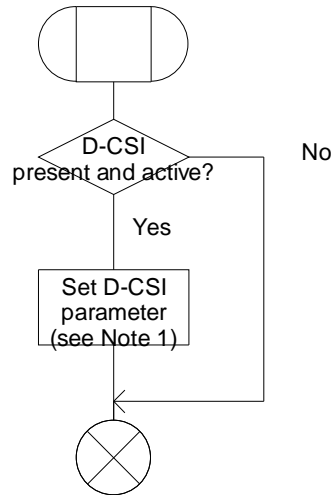 D-CSI
present and active?
No
Yes
Set D-CSI
parameter
(see Note 1)